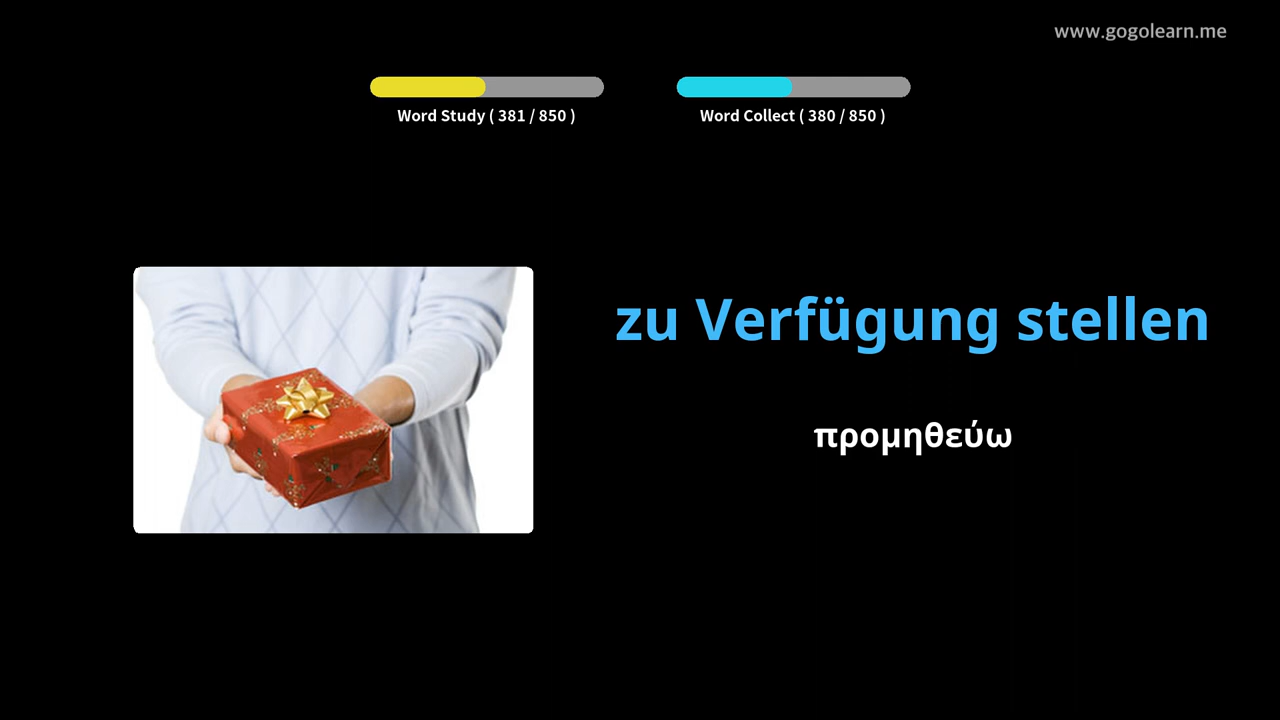 www.gogolearn.me
Word Study ( 381 / 850 )
Word Collect ( 380 / 850 )
zu Verfügung stellen
προμηθεύω